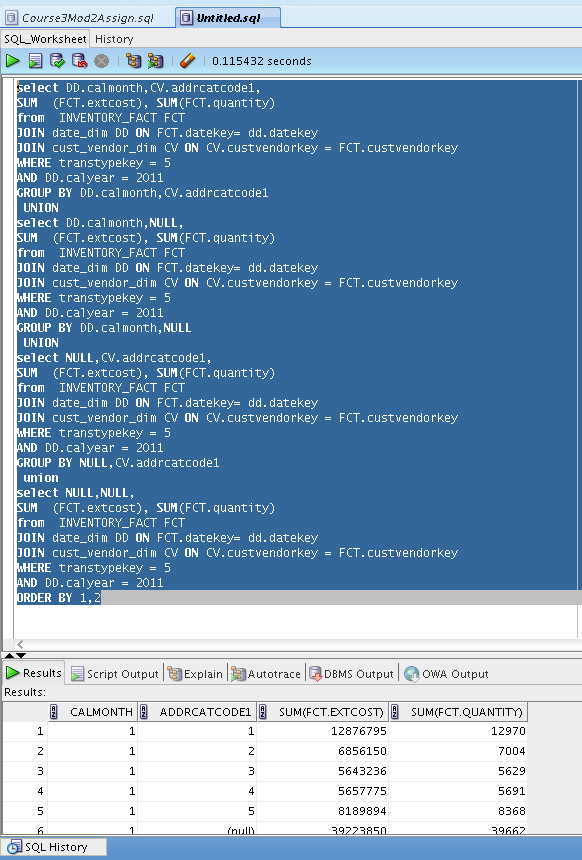 Course3Mod2Assign.sql Untitled.sql
SQL_Worksheet History
0.115432 seconds
select DD.calmonth,CV.addrcatcode1,
SUM (FCT.extcost), SUM(FCT.quantity)
from INVENTORY_FACT FCT
JOIN date_dim DD ON FCT.datekey= dd.datekey
JOIN cust_vendor_dim CV ON CV.custvendorkey = FCT.custvendorkey
WHERE transtypekey = 5
AND DD.calyear = 2011
GROUP BY DD.calmonth,CV.addrcatcode1
UNION
select DD.calmonth,NULL,
SUM (FCT.extcost), SUM(FCT.quantity)
from INVENTORY_FACT FCT
JOIN date_dim DD ON FCT.datekey= dd.datekey
JOIN cust_vendor_dim CV ON CV.custvendorkey = FCT.custvendorkey
WHERE transtypekey = 5
AND DD.calyear = 2011
GROUP BY DD.calmonth,NULL
UNION
select NULL,CV.addrcatcode1,
SUM (FCT.extcost), SUM(FCT.quantity)
from INVENTORY_FACT FCT
JOIN date_dim DD ON FCT.datekey= dd.datekey
JOIN cust_vendor_dim CV ON CV.custvendorkey = FCT.custvendorkey
WHERE transtypekey = 5
AND DD.calyear = 2011
GROUP BY NULL,CV.addrcatcode1
union
select NULL,NULL,
SUM (FCT.extcost), SUM(FCT.quantity)
from INVENTORY_FACT FCT
JOIN date_dim DD ON FCT.datekey= dd.datekey
JOIN cust_vendor_dim CV ON CV.custvendorkey = FCT.custvendorkey
WHERE transtypekey = 5
AND DD.calyear = 2011
ORDER BY 1,2
Results Script Output Explain Autotrace DBMS Output OWA Output
Results:
CALMONTH ADDRCATCODE1 SUM(FCT.EXTCOST) SUM(FCT.QUANTITY)
1 1 1 12876795 12970
2 1 2 6856150 7004
3 1 3 5643236 5629
4 1 4 5657775 5691
5 1 5 8189894 8368
6 1 (null) 39223850 39662
SQL History